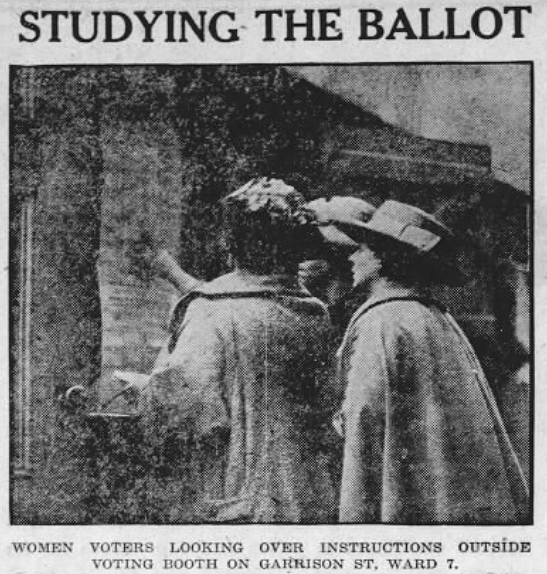 STUDYING THE BALLOT
WOMEN VOTERS LOOKING OVER INSTRUCTIONS OUTSIDE
VOTING BOOTH ON GARRISON ST, WARD 7.